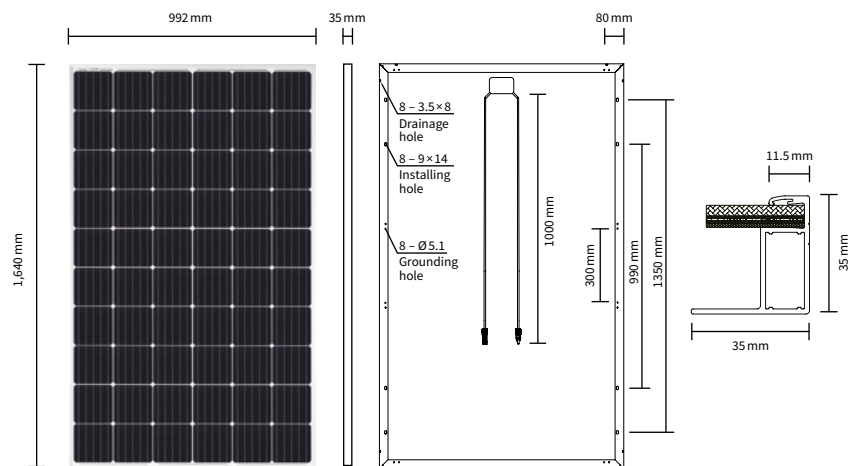 992 mm
35 mm
80 mm
1,640 mm
8 – 3.5 × 8
Drainage
hole
8 – 9 × 14
Installing
hole
8 – Ø 5.1
Grounding
hole
1000 mm
300 mm
990 mm
1350 mm
11.5 mm
35 mm
35 mm